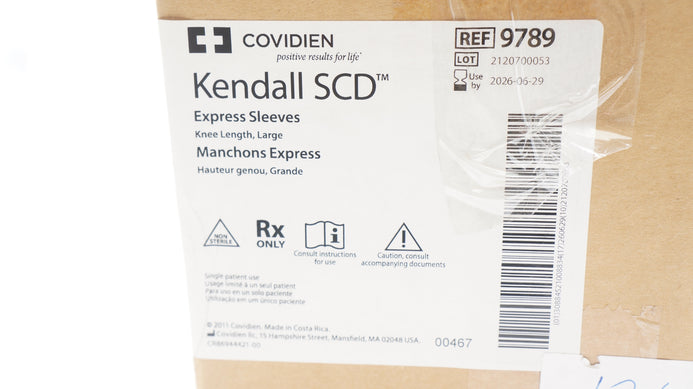 COVIDIEN
positive results for life™
Kendall SCD™
Express Sleeves
Knee Length, Large
Manchons Express
Hauteur genou, Grande
REF 9789
LOT 2120700053
Use by 2026-06-29
NON STERILE
Rx ONLY
Consult instructions for use
Caution, consult accompanying documents
Single patient use
Usage limité à un seul patient
Para uso en un solo paciente
Utilização em um único paciente
© 2011 Covidien. Made in Costa Rica.
Covidien llc, 15 Hampshire Street, Mansfield, MA 02048 USA.
00467